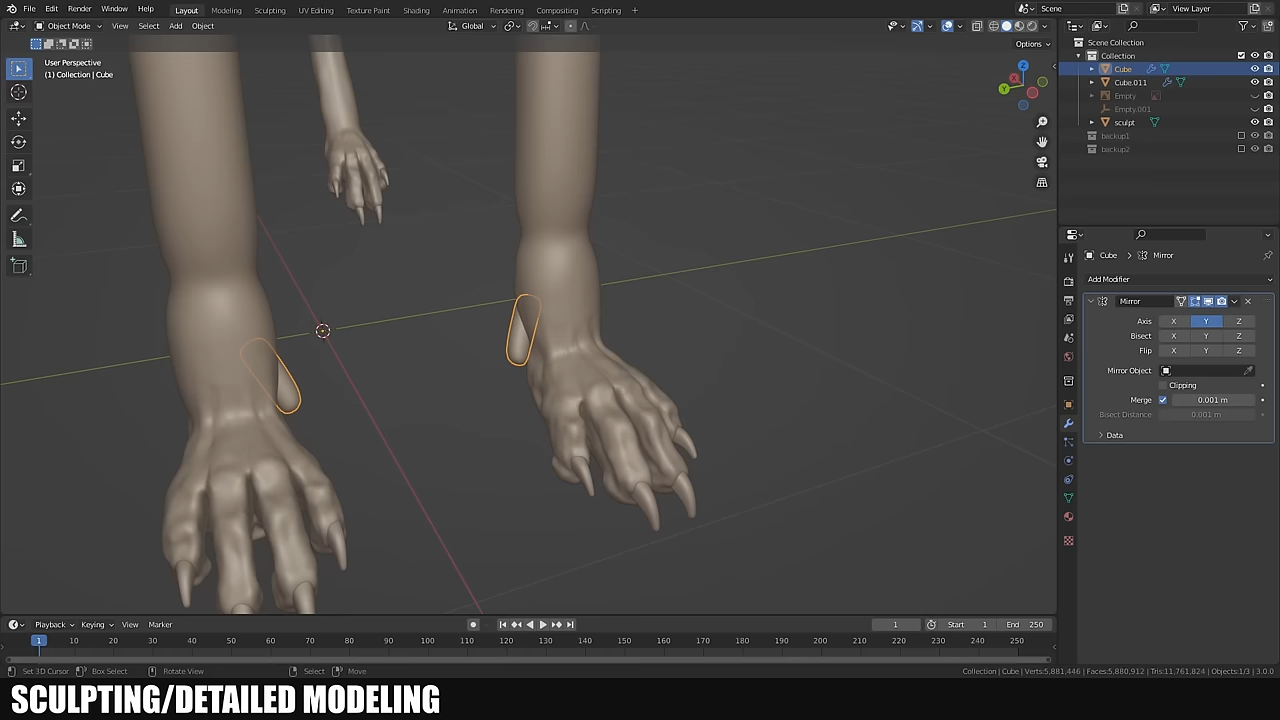 File Edit Render Window Help Layout Modeling Sculpting UV Editing Texture Paint Shading Animation Rendering Compositing Scripting + Scene View Layer
Object Mode View Select Add Object Global
Options
User Perspective
(1) Collection | Cube
Z
X
Y
Scene Collection
Collection
Cube
Cube.011
Empty
Empty.001
sculpt
backup1
backup2
Cube > Mirror
Add Modifier
Mirror
Axis X Y Z
Bisect X Y Z
Flip X Y Z
Mirror Object
Clipping
Merge 0.001 m
Bisect Distance 0.001 m
Data
Playback Keying View Marker 1 Start 1 End 250
1 10 20 30 40 50 60 70 80 90 100 110 120 130 140 150 160 170 180 190 200 210 220 230 240 250
Set 3D Cursor Box Select Rotate View Select Move Collection | Cube | Verts:5,881,446 | Faces:5,880,912 | Tris:11,761,824 | Objects:1/3 | 3.0.0
SCULPTING/DETAILED MODELING